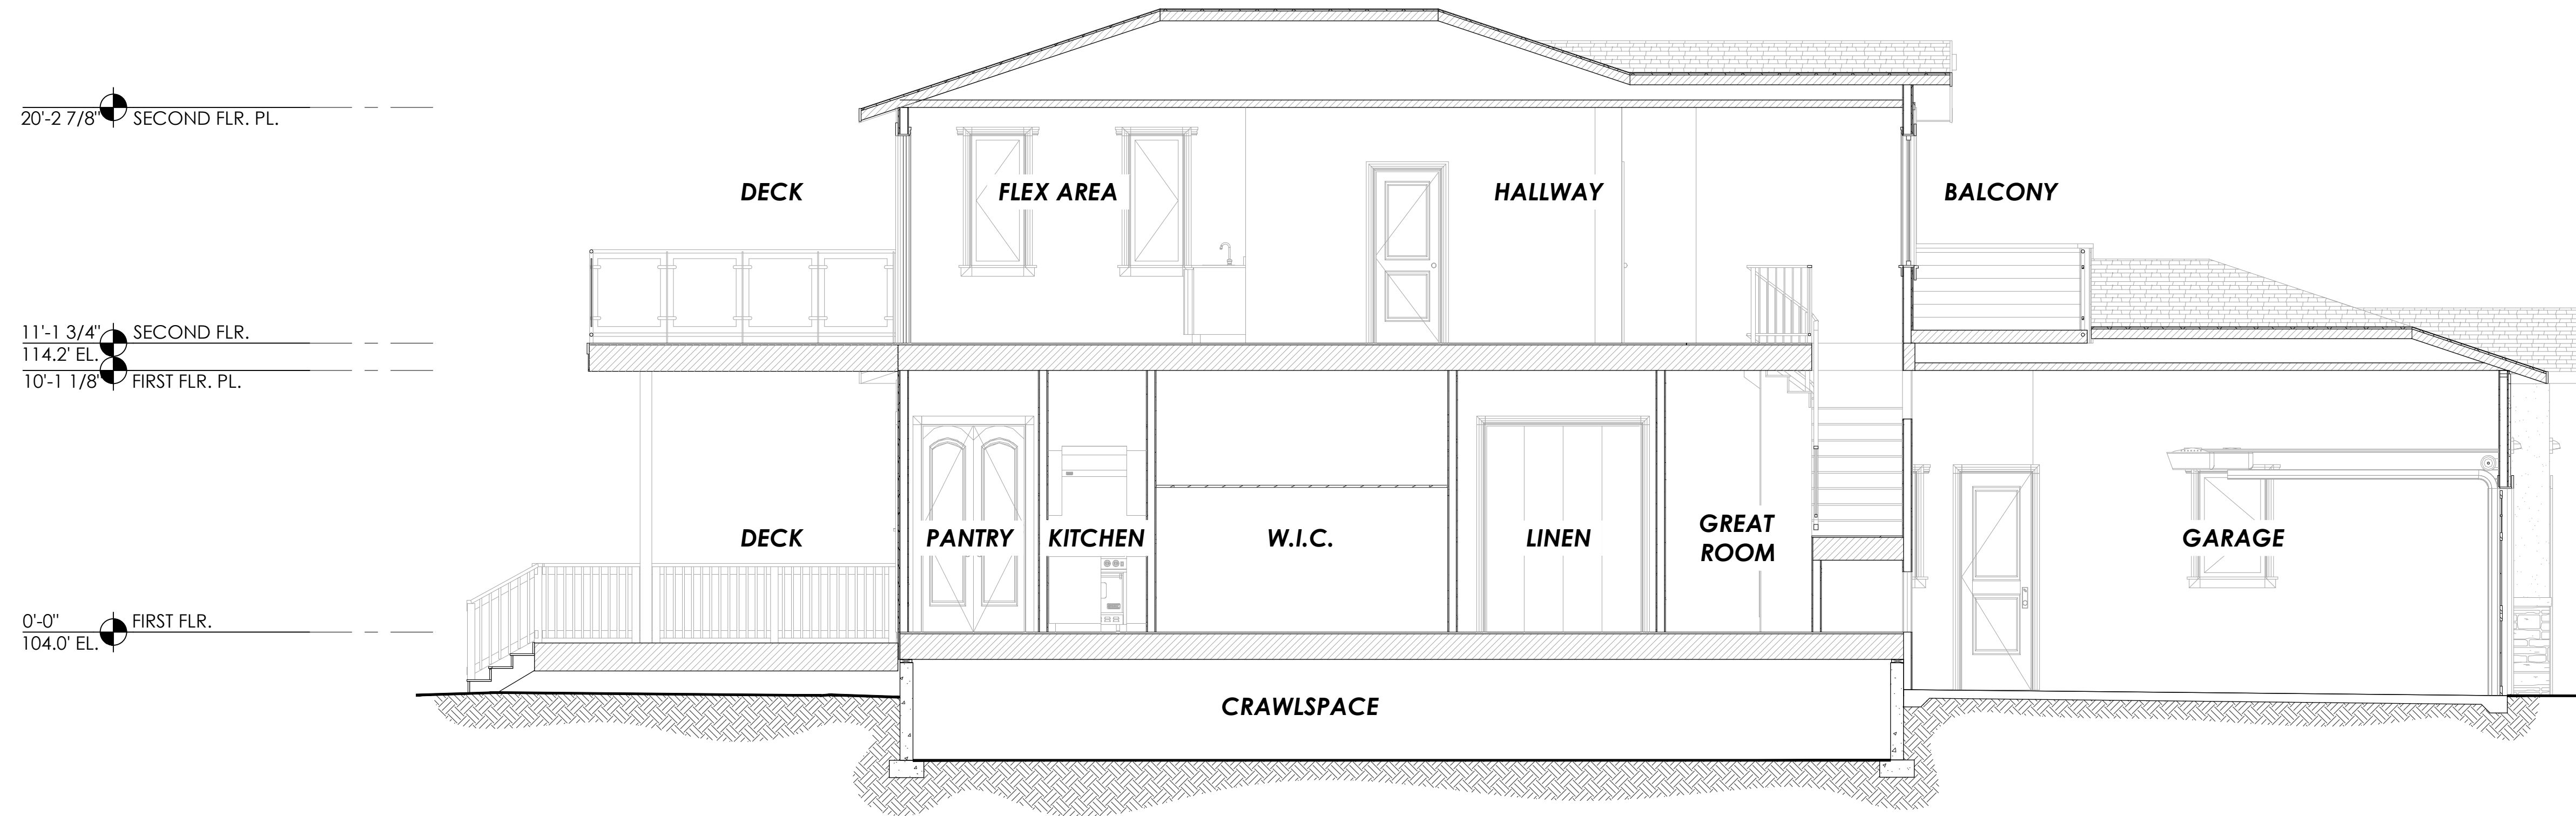 20'-2 7/8" SECOND FLR. PL.
DECK
FLEX AREA
HALLWAY
BALCONY
11'-1 3/4" SECOND FLR.
114.2' EL.
10'-1 1/8" FIRST FLR. PL.
DECK
PANTRY
KITCHEN
W.I.C.
LINEN
GREAT
ROOM
GARAGE
0'-0" FIRST FLR.
104.0' EL.
CRAWLSPACE